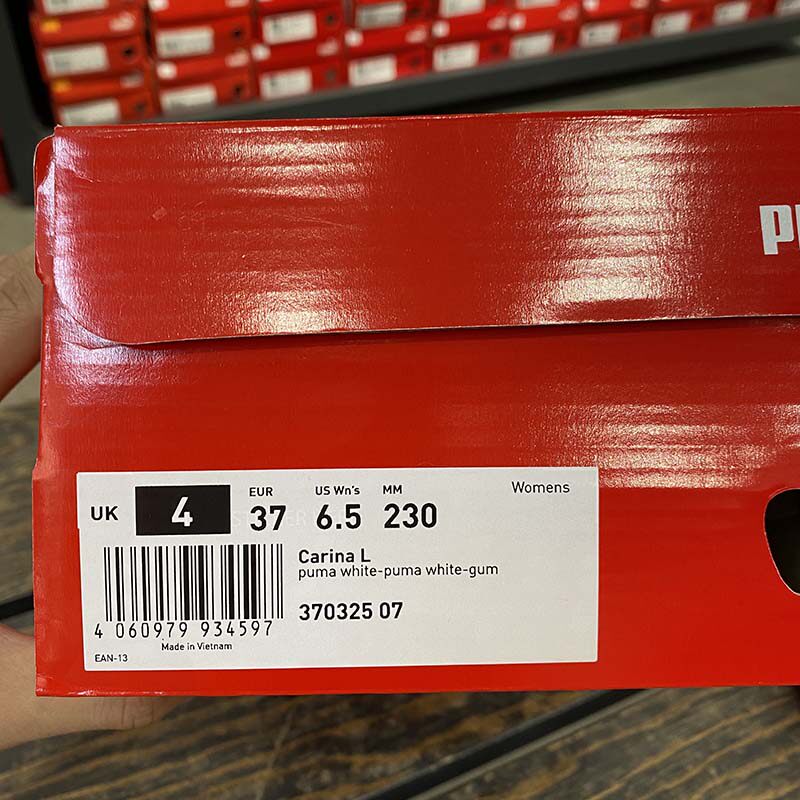 PU
Womens
UK 4 EUR 37 US Wn's 6.5 MM 230
Carina L
puma white-puma white-gum
370325 07
4 060979 934597
Made in Vietnam
EAN-13